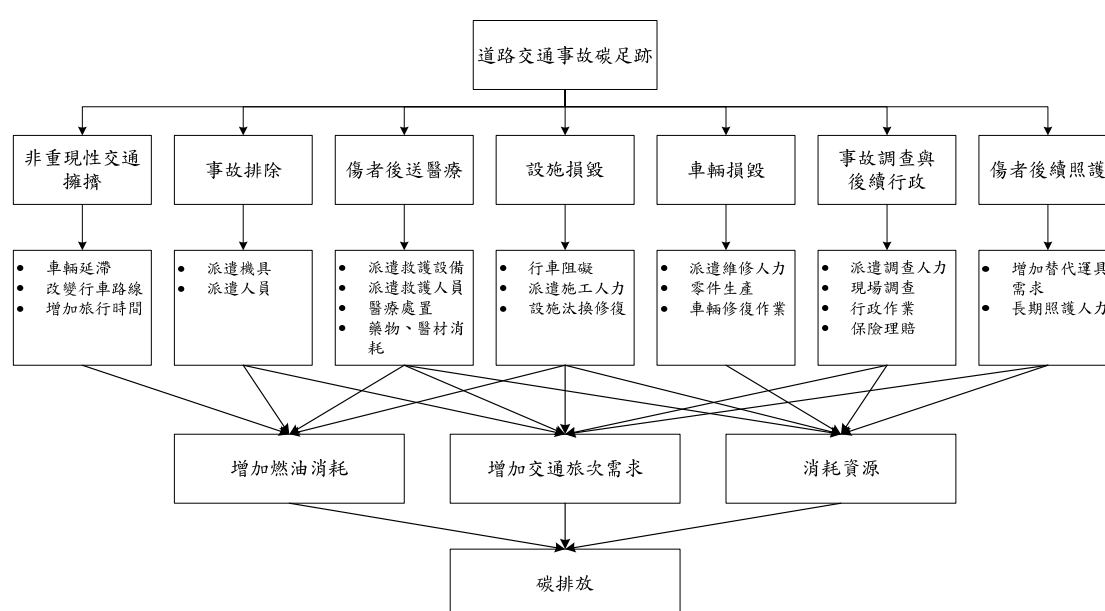 道路交通事故碳足跡
非重現性交通
擁擠
事故排除
傷者後送醫療
設施損毀
車輛損毀
事故調查與
後續行政
傷者後續照護
• 車輛延滯
• 改變行車路線
• 增加旅行時間
• 派遣機具
• 派遣人員
• 派遣救護設備
• 派遣救護人員
• 醫療處置
• 藥物、醫材消
耗
• 行車阻礙
• 派遣施工人力
• 設施汰換修復
• 派遣維修人力
• 零件生產
• 車輛修復作業
• 派遣調查人力
• 現場調查
• 行政作業
• 保險理賠
• 增加替代運具
需求
• 長期照護人力
增加燃油消耗
增加交通旅次需求
消耗資源
碳排放